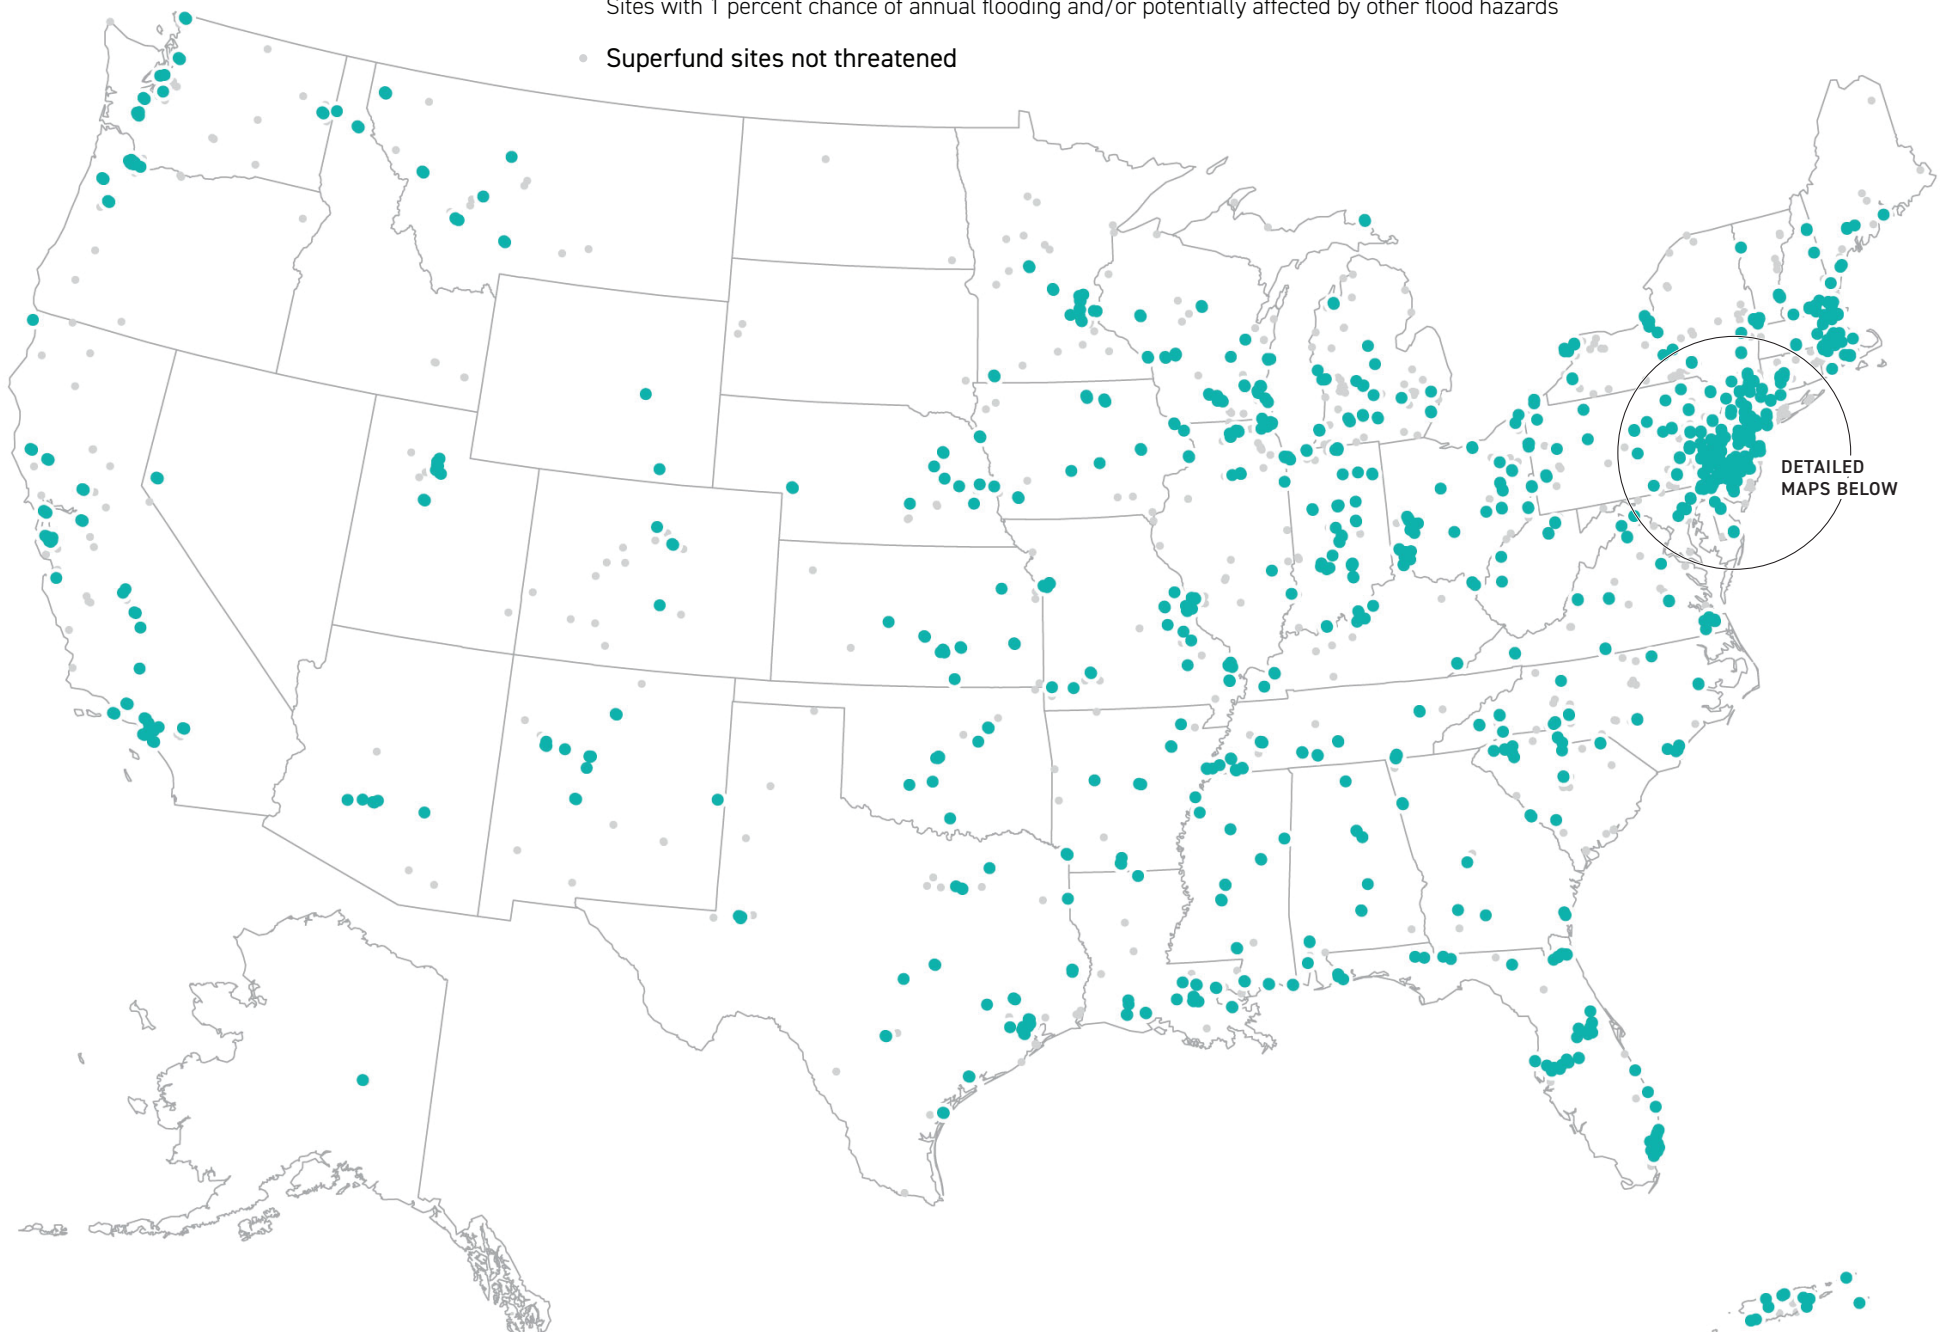 Sites with 1 percent chance of annual flooding and/or potentially affected by other flood hazards
Superfund sites not threatened
DETAILED
MAPS BELOW